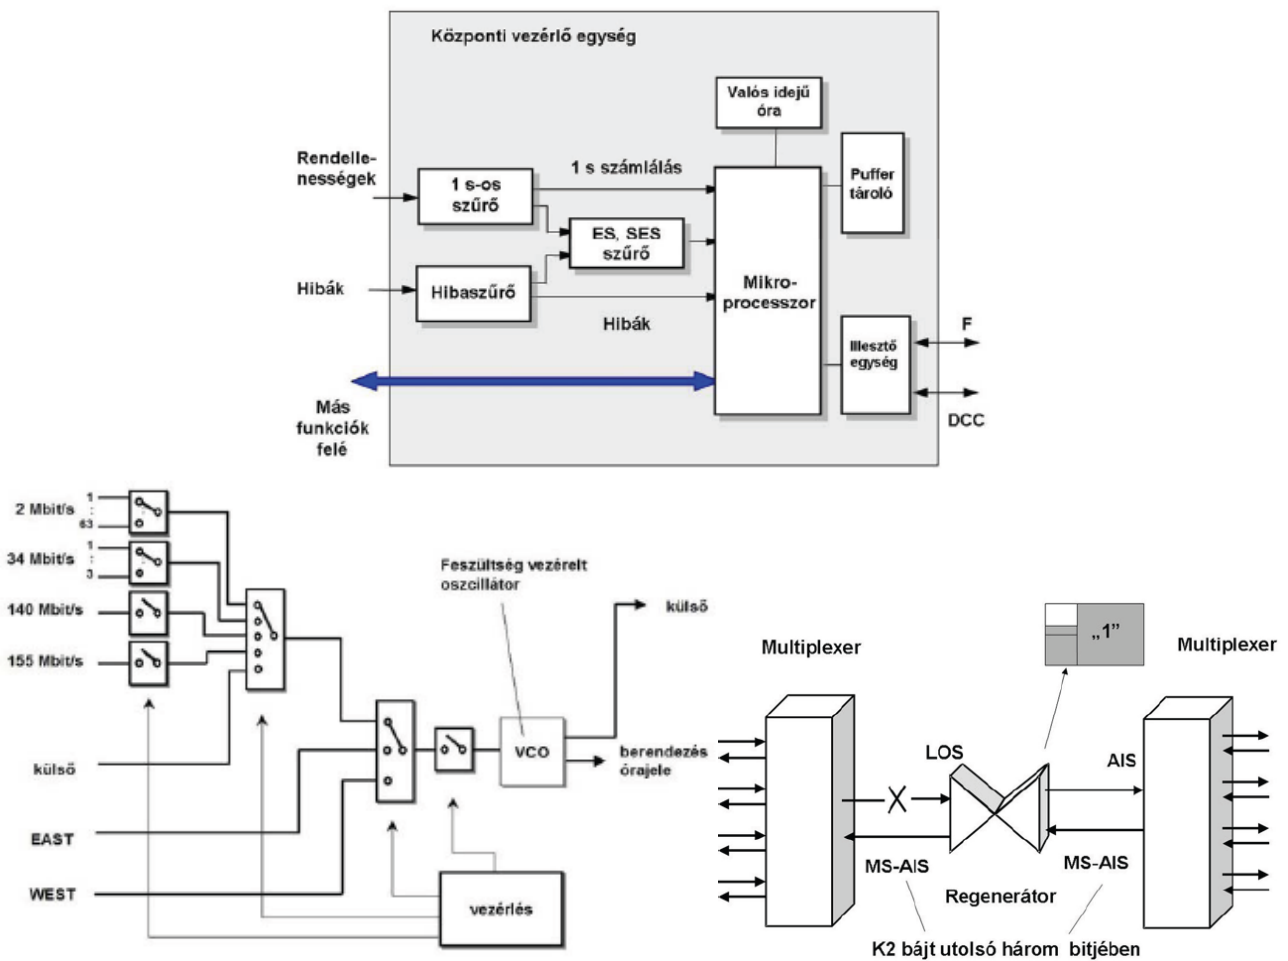 Központi vezérlő egység
Valós idejű
óra
Rendelle-
nességek
1 s-os
szűrő
1 s számlálás
Puffer
tároló
ES, SES
szűrő
Hibák
Hibaszűrő
Mikro-
processzor
Hibák
Illesztő
egység
F
DCC
Más
funkciók
felé
2 Mbit/s
1
:
63
34 Mbit/s
1
:
3
140 Mbit/s
155 Mbit/s
külső
EAST
WEST
Feszültség vezérelt
oszcillátor
külső
VCO
berendezés
órajele
vezérlés
Multiplexer
„1”
Multiplexer
LOS
AIS
X
MS-AIS
MS-AIS
Regenerátor
K2 bájt utolsó három bitjében